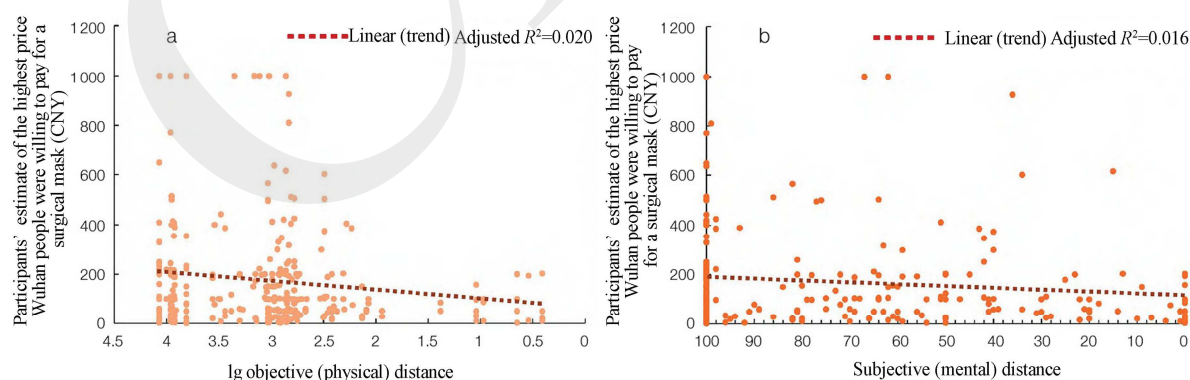 Participants' estimate of the highest price
Wuhan people were willing to pay for a
surgical mask (CNY)
1200
1000
800
600
400
200
0
a
Linear (trend) Adjusted R²=0.020
4.5 4 3.5 3 2.5 2 1.5 1 0.5 0
lg objective (physical) distance
Participants' estimate of the highest price
Wuhan people were willing to pay
for a surgical mask (CNY)
1200
1000
800
600
400
200
0
b
Linear (trend) Adjusted R²=0.016
100 90 80 70 60 50 40 30 20 10 0
Subjective (mental) distance